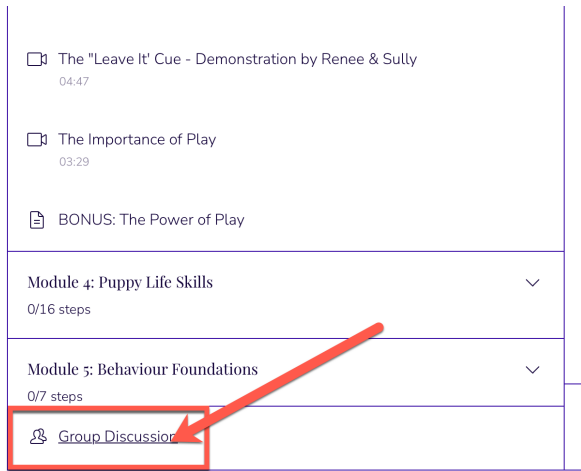 The "Leave It' Cue - Demonstration by Renee & Sully
04:47
The Importance of Play
03:29
BONUS: The Power of Play
Module 4: Puppy Life Skills
0/16 steps
Module 5: Behaviour Foundations
0/7 steps
Group Discussion